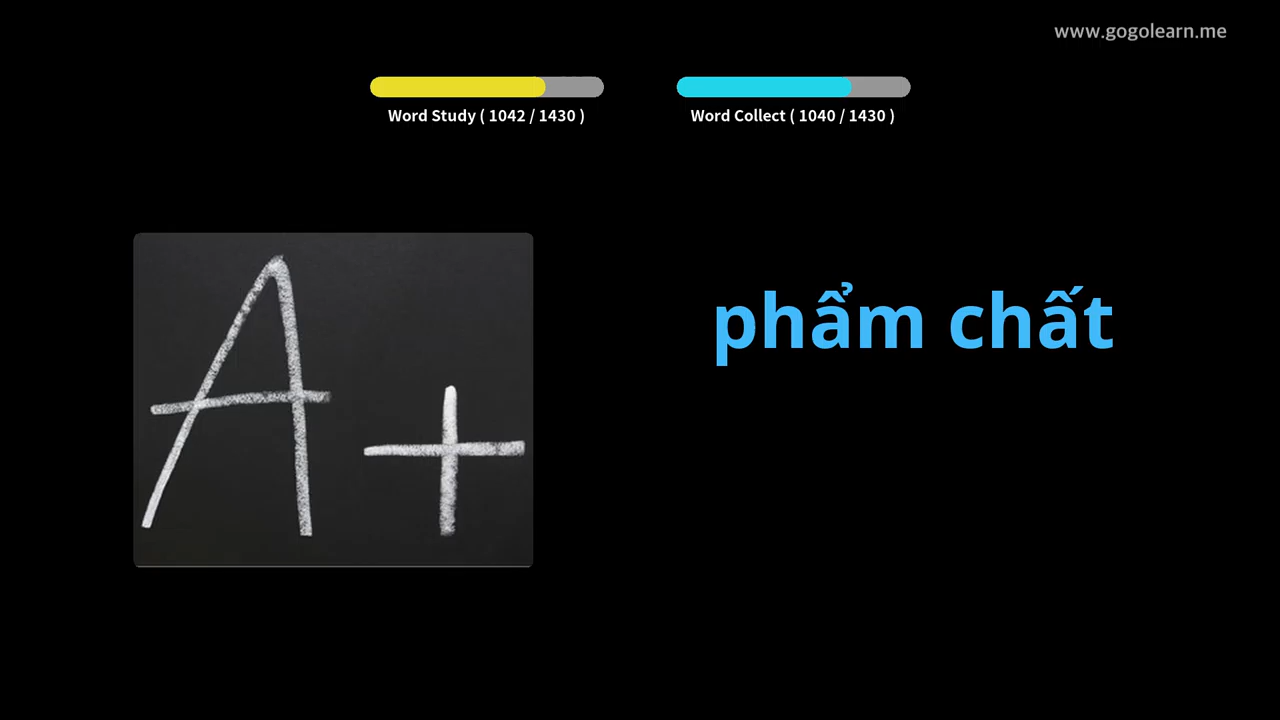 www.gogolearn.me
Word Study ( 1042 / 1430 )
Word Collect ( 1040 / 1430 )
A+
phẩm chất